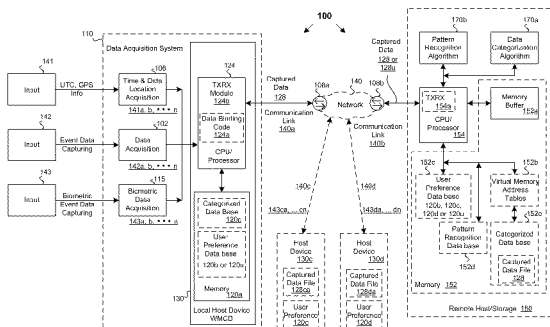 100
110
Data Acquisition System
141
Input
UTC, GPS
Info
106
Time & Date
Location
Acquisition
141a, b, • • • • n
142
Input
Event Data
Capturing
102
Data
Acquisition
142a, b, • • • • n
143
Input
Biometric
Event Data
Capturing
115
Biometric Data
Acquisition
143a, b, • • • • n
124
TXRX
Module
124b
Data Binding
Code
124a
CPU/
Processor
Categorized
Data Base
120c
User
Preference
Data base
120b or 120u
Memory
120a
130
Local Host Device
WMCD
Captured
Data
128
Communication
Link
140a
108a
140
Network
108b
Captured
Data
128 or
128u
Communication
Link
140b
140c
140d
143ca, ... cn
143da, ... dn
Host
Device
130c
Captured
Data File
128ca
User
Preference
120c
Host
Device
130d
Captured
Data File
128da
User
Preference
120d
170b
Pattern
Recognition
Algorithm
170a
Data
Categorization
Algorithm
TXRX
154a
CPU/
Processor
154
Memory
Buffer
152a
152c
User
Preference
Data base
120b, 120c,
120d or 120u
152b
Virtual Memory
Address
Tables
152e
Categorized
Data base
Captured
Data File
128
Pattern
Recognition
Data base
152d
Memory 152
Remote Host/Storage 150